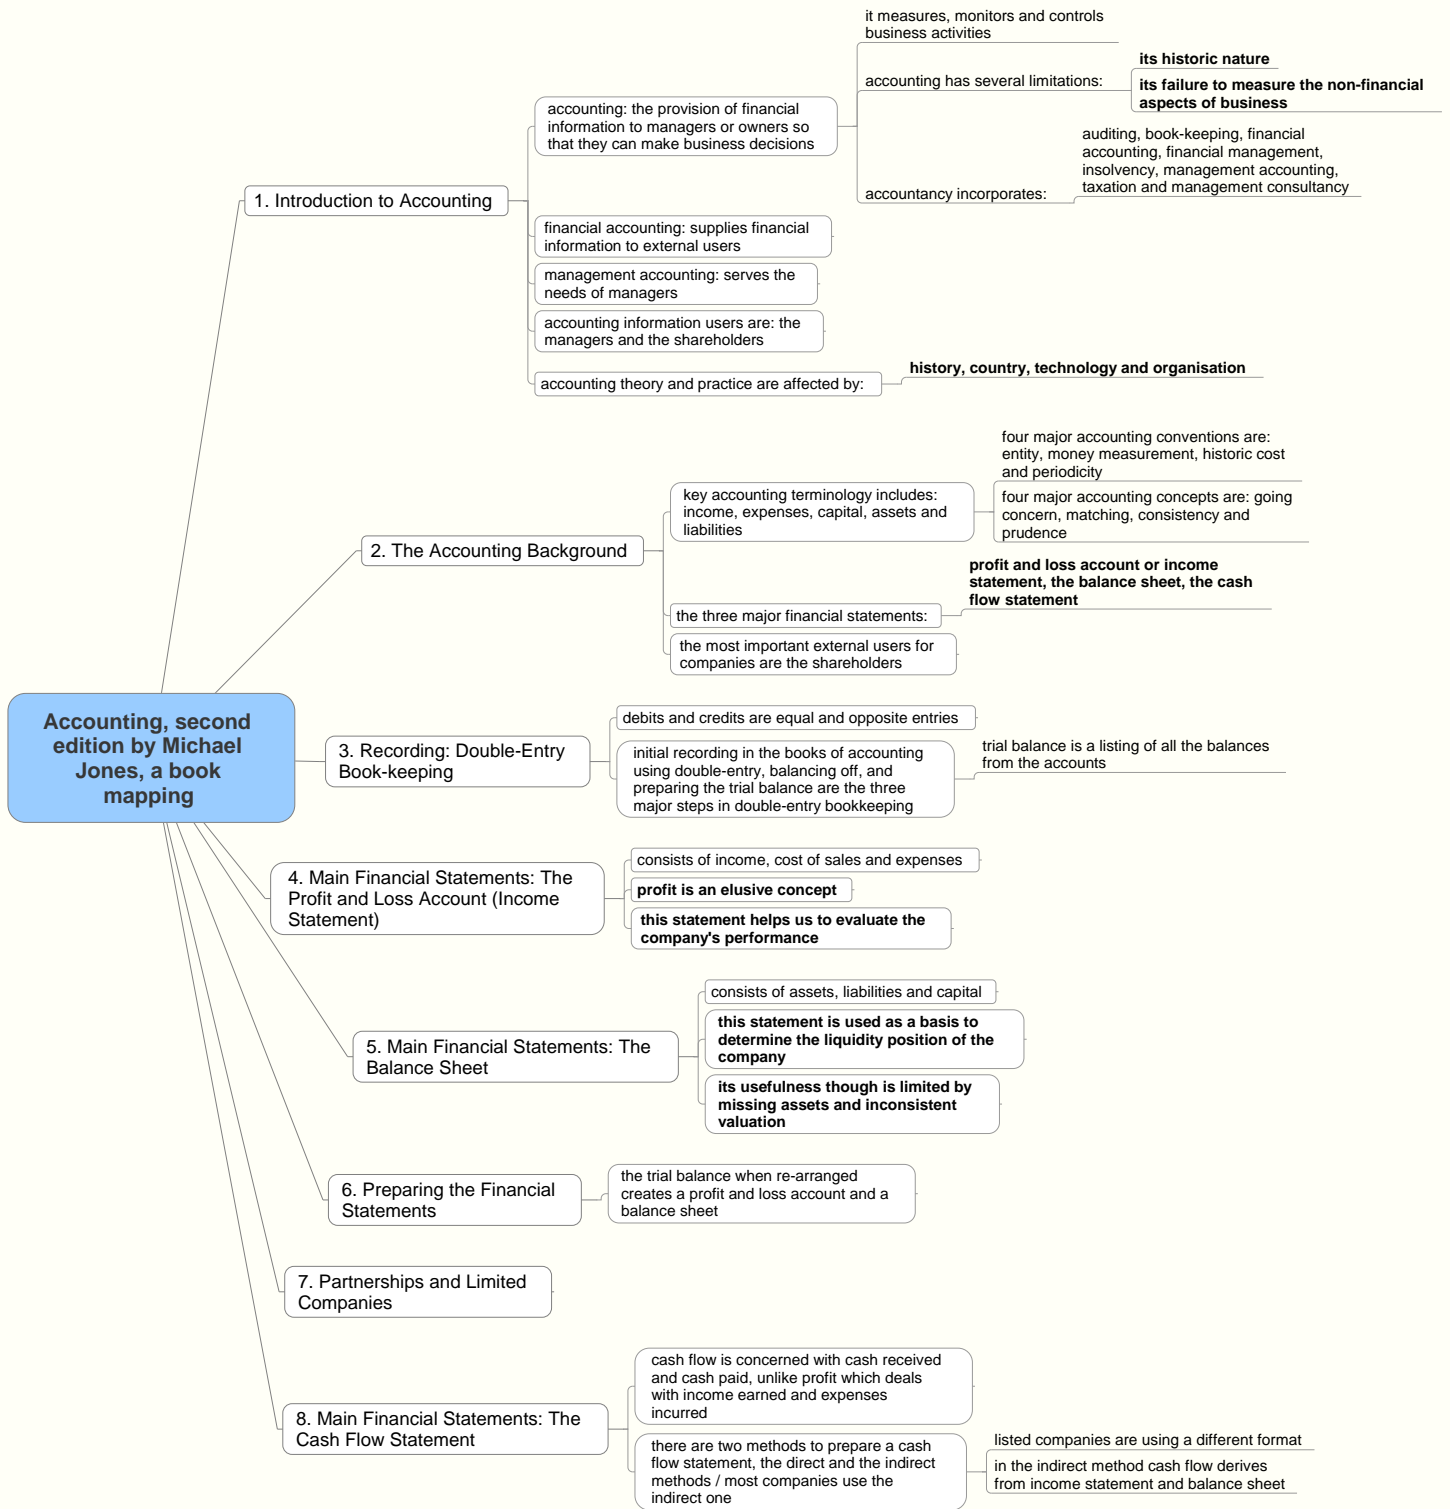 Accounting, second
edition by Michael
Jones, a book
mapping
1. Introduction to Accounting
accounting: the provision of financial
information to managers or owners so
that they can make business decisions
it measures, monitors and controls
business activities
accounting has several limitations:
its historic nature
its failure to measure the non-financial
aspects of business
accountancy incorporates:
auditing, book-keeping, financial
accounting, financial management,
insolvency, management accounting,
taxation and management consultancy
financial accounting: supplies financial
information to external users
management accounting: serves the
needs of managers
accounting information users are: the
managers and the shareholders
accounting theory and practice are affected by:
history, country, technology and organisation
2. The Accounting Background
key accounting terminology includes:
income, expenses, capital, assets and
liabilities
four major accounting conventions are:
entity, money measurement, historic cost
and periodicity
four major accounting concepts are: going
concern, matching, consistency and
prudence
the three major financial statements:
profit and loss account or income
statement, the balance sheet, the cash
flow statement
the most important external users for
companies are the shareholders
3. Recording: Double-Entry
Book-keeping
debits and credits are equal and opposite entries
initial recording in the books of accounting
using double-entry, balancing off, and
preparing the trial balance are the three
major steps in double-entry bookkeeping
trial balance is a listing of all the balances
from the accounts
4. Main Financial Statements: The
Profit and Loss Account (Income
Statement)
consists of income, cost of sales and expenses
profit is an elusive concept
this statement helps us to evaluate the
company's performance
5. Main Financial Statements: The
Balance Sheet
consists of assets, liabilities and capital
this statement is used as a basis to
determine the liquidity position of the
company
its usefulness though is limited by
missing assets and inconsistent
valuation
6. Preparing the Financial
Statements
the trial balance when re-arranged
creates a profit and loss account and a
balance sheet
7. Partnerships and Limited
Companies
8. Main Financial Statements: The
Cash Flow Statement
cash flow is concerned with cash received
and cash paid, unlike profit which deals
with income earned and expenses
incurred
there are two methods to prepare a cash
flow statement, the direct and the indirect
methods / most companies use the
indirect one
listed companies are using a different format
in the indirect method cash flow derives
from income statement and balance sheet